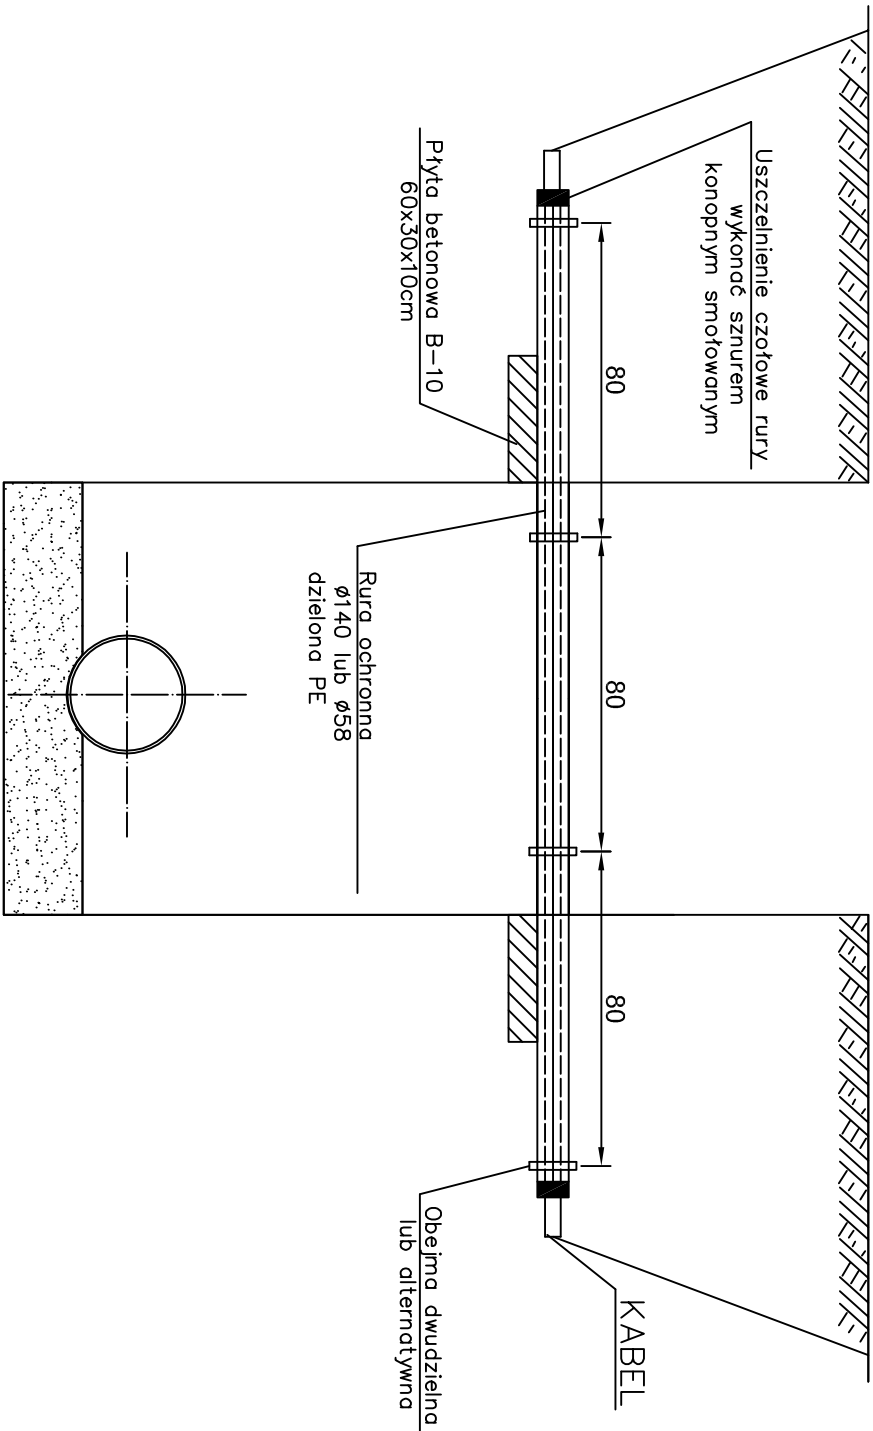 Uszczelnienie czołowe rury
wykonać sznurem
konopnym smołowanym
80
80
80
KABEL
Płyta betonowa B-10
60x30x10cm
Rura ochronna
ø140 lub ø58
dzielona PE
Obejma dwudzielna
lub alternatywna